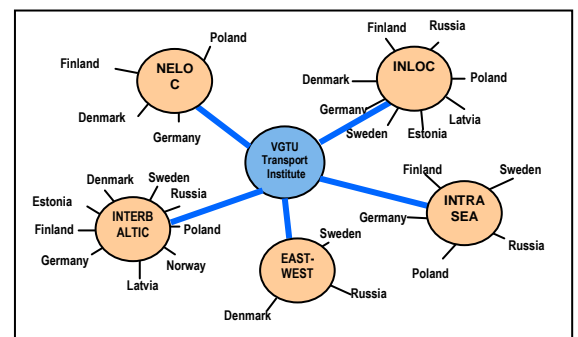 Poland
Finland
NELO
C
Denmark
Germany
Finland
Russia
INLOC
Denmark
Poland
Germany
Latvia
Sweden
Estonia
VGTU
Transport
Institute
Finland
Sweden
INTRA
SEA
Germany
Russia
Poland
Denmark
Sweden
Russia
Estonia
INTERB
ALTIC
Finland
Poland
Germany
Norway
Latvia
Sweden
EAST-
WEST
Russia
Denmark